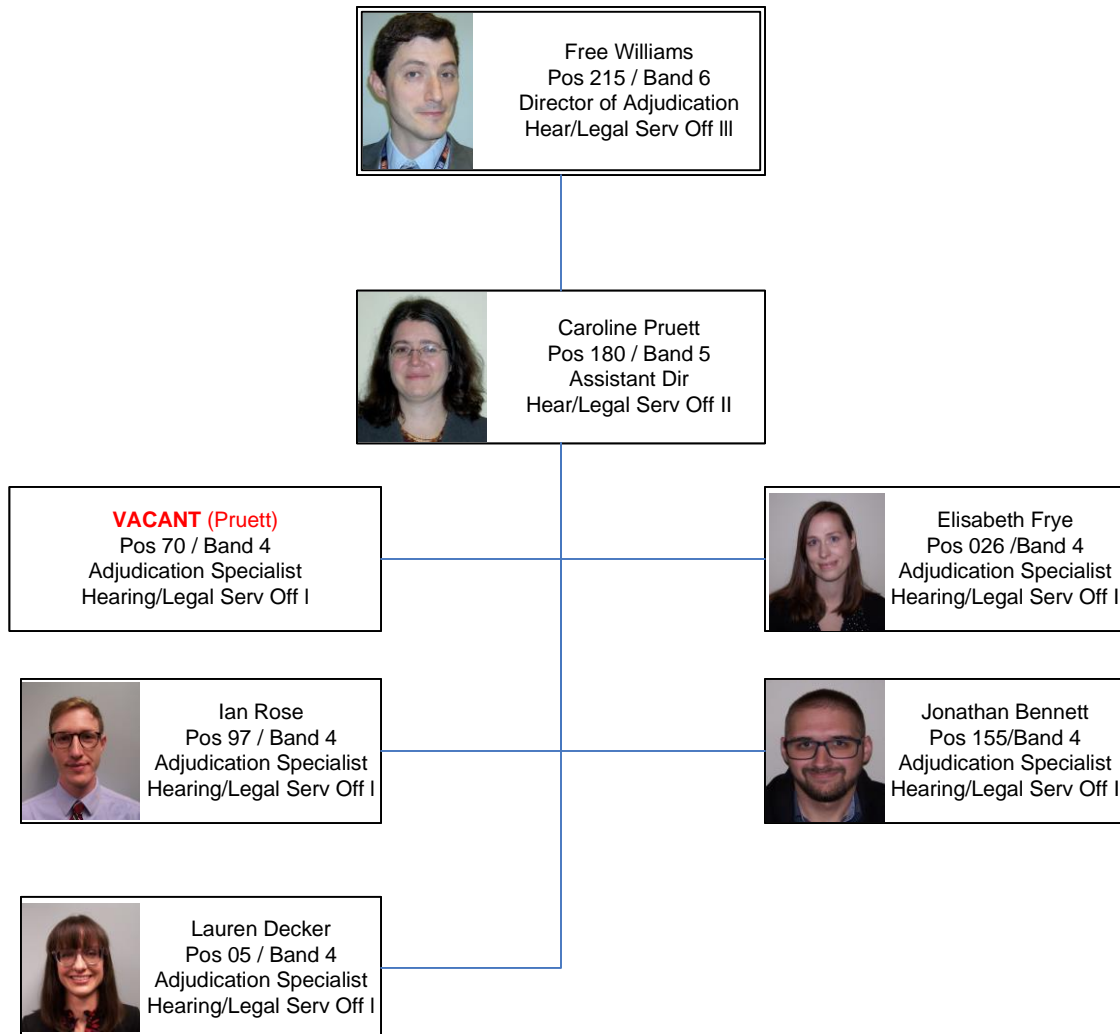 Free Williams
Pos 215 / Band 6
Director of Adjudication
Hear/Legal Serv Off III
Caroline Pruett
Pos 180 / Band 5
Assistant Dir
Hear/Legal Serv Off II
VACANT (Pruett)
Pos 70 / Band 4
Adjudication Specialist
Hearing/Legal Serv Off I
Elisabeth Frye
Pos 026 /Band 4
Adjudication Specialist
Hearing/Legal Serv Off I
Ian Rose
Pos 97 / Band 4
Adjudication Specialist
Hearing/Legal Serv Off I
Jonathan Bennett
Pos 155/Band 4
Adjudication Specialist
Hearing/Legal Serv Off I
Lauren Decker
Pos 05 / Band 4
Adjudication Specialist
Hearing/Legal Serv Off I